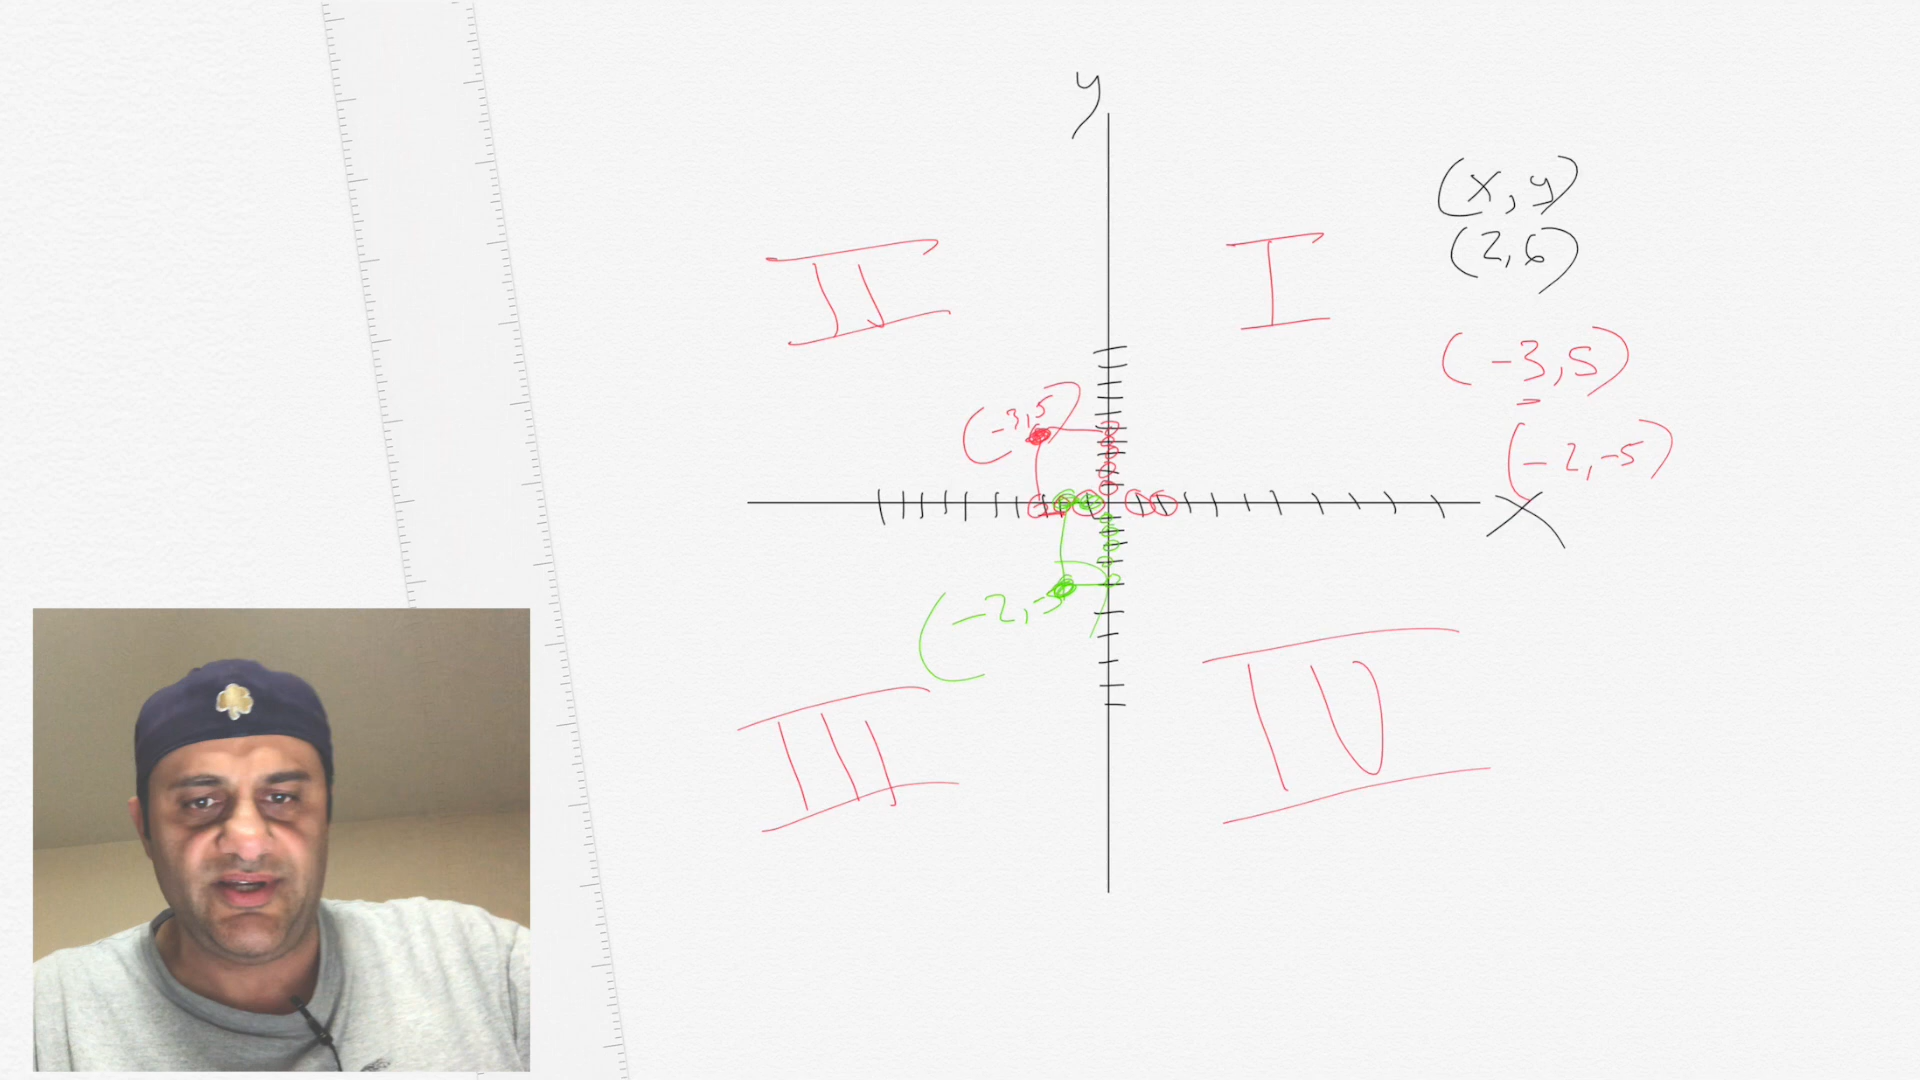 y
(x, y)
(2, 6)
II
I
(-3, 5)
(-3, 5)
(-2, -5)
X
(-2, -5)
III
IV